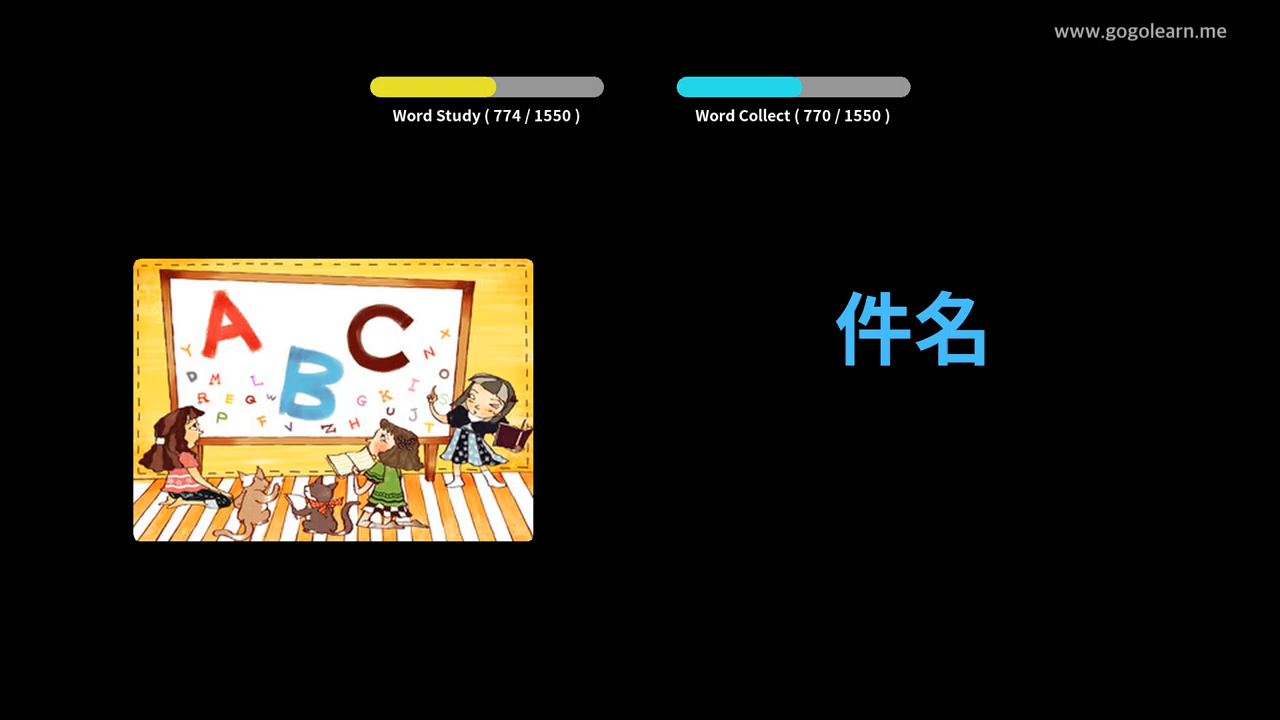 www.gogolearn.me
Word Study ( 774 / 1550 )
Word Collect ( 770 / 1550 )
件名
A
B
C
Y
X
N
D
M
L
O
I
R
E
Q
W
G
K
S
P
F
V
Z
H
U
J
T